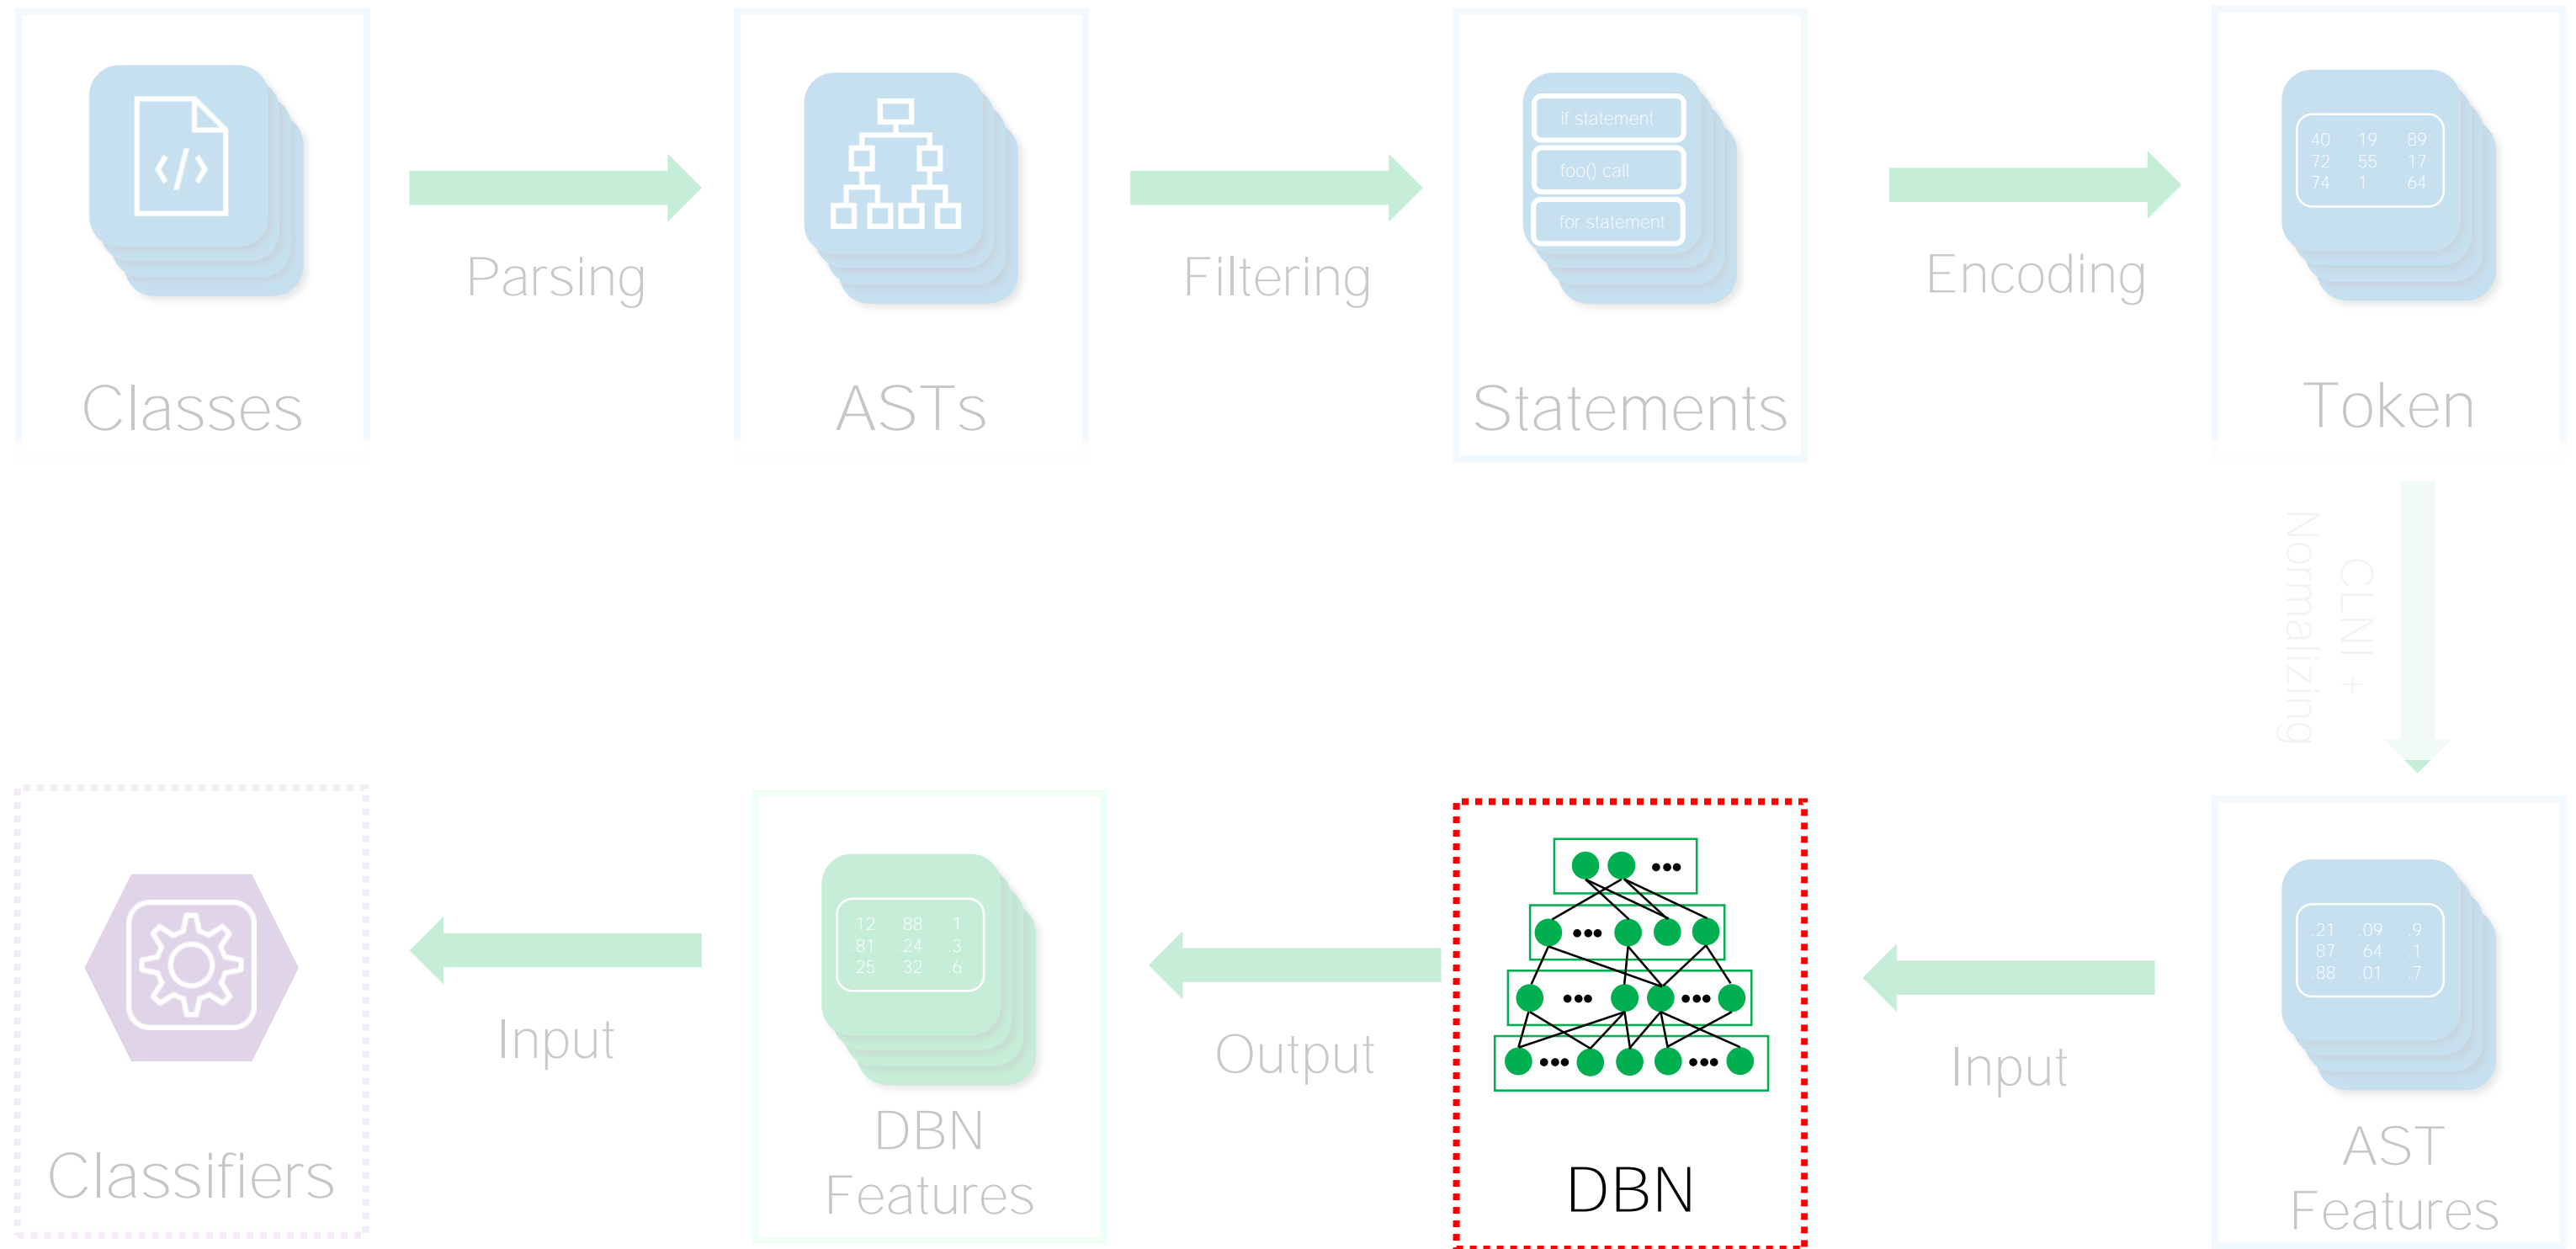 if statement
foo() call
for statement
40 19 89
72 55 17
74 1 64
Parsing
Filtering
Encoding
Classes
ASTs
Statements
Token
CLNI +
Normalizing
.12 .88 .1
.81 .24 .3
.25 .32 .6
.21 .09 .9
.87 .64 .1
.88 .01 .7
Input
Output
Input
Classifiers
DBN
Features
DBN
AST
Features